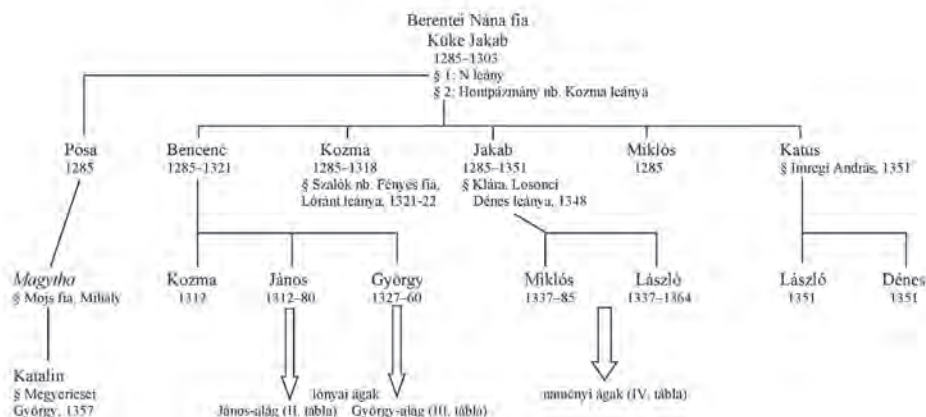 Berentei Nána fia
Küke Jakab
1285–1303
§ 1: N leány
§ 2: Hontpázmány nb. Kozma leánya
Pósa
1285
Bencenc
1285–1321
Kozma
1285–1318
§ Szalók nb. Fényes fia,
Lóránt leánya, 1321-22
Jakab
1285–1351
§ Klára, Losonci
Dénes leánya, 1348
Miklós
1285
Katus
§ Imregi András, 1351
Magytha
§ Mojs fia, Mihály
Kozma
1312
János
1312–80
György
1327–60
Miklós
1337–85
László
1337–1364
László
1351
Dénes
1351
Katalin
§ Megyericsei
György, 1357
lónyai ágak
János-alág (II. tábla) György-alág (III. tábla)
naményi ágak (IV. tábla)